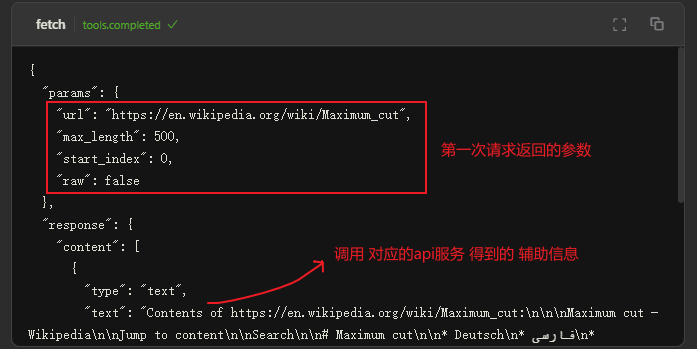 fetch tools.completed ✓
{
"params": {
"url": "https://en.wikipedia.org/wiki/Maximum_cut",
"max_length": 500,
"start_index": 0,
"raw": false
第一次请求返回的参数
},
"response": {
"content": [
调用 对应的api服务 得到的 辅助信息
{
"type": "text",
"text": "Contents of https://en.wikipedia.org/wiki/Maximum_cut:\n\n\nMaximum cut –
Wikipedia\n\nJump to content\n\nSearch\n\n# Maximum cut\n\n* Deutsch\n* فارسی\n*